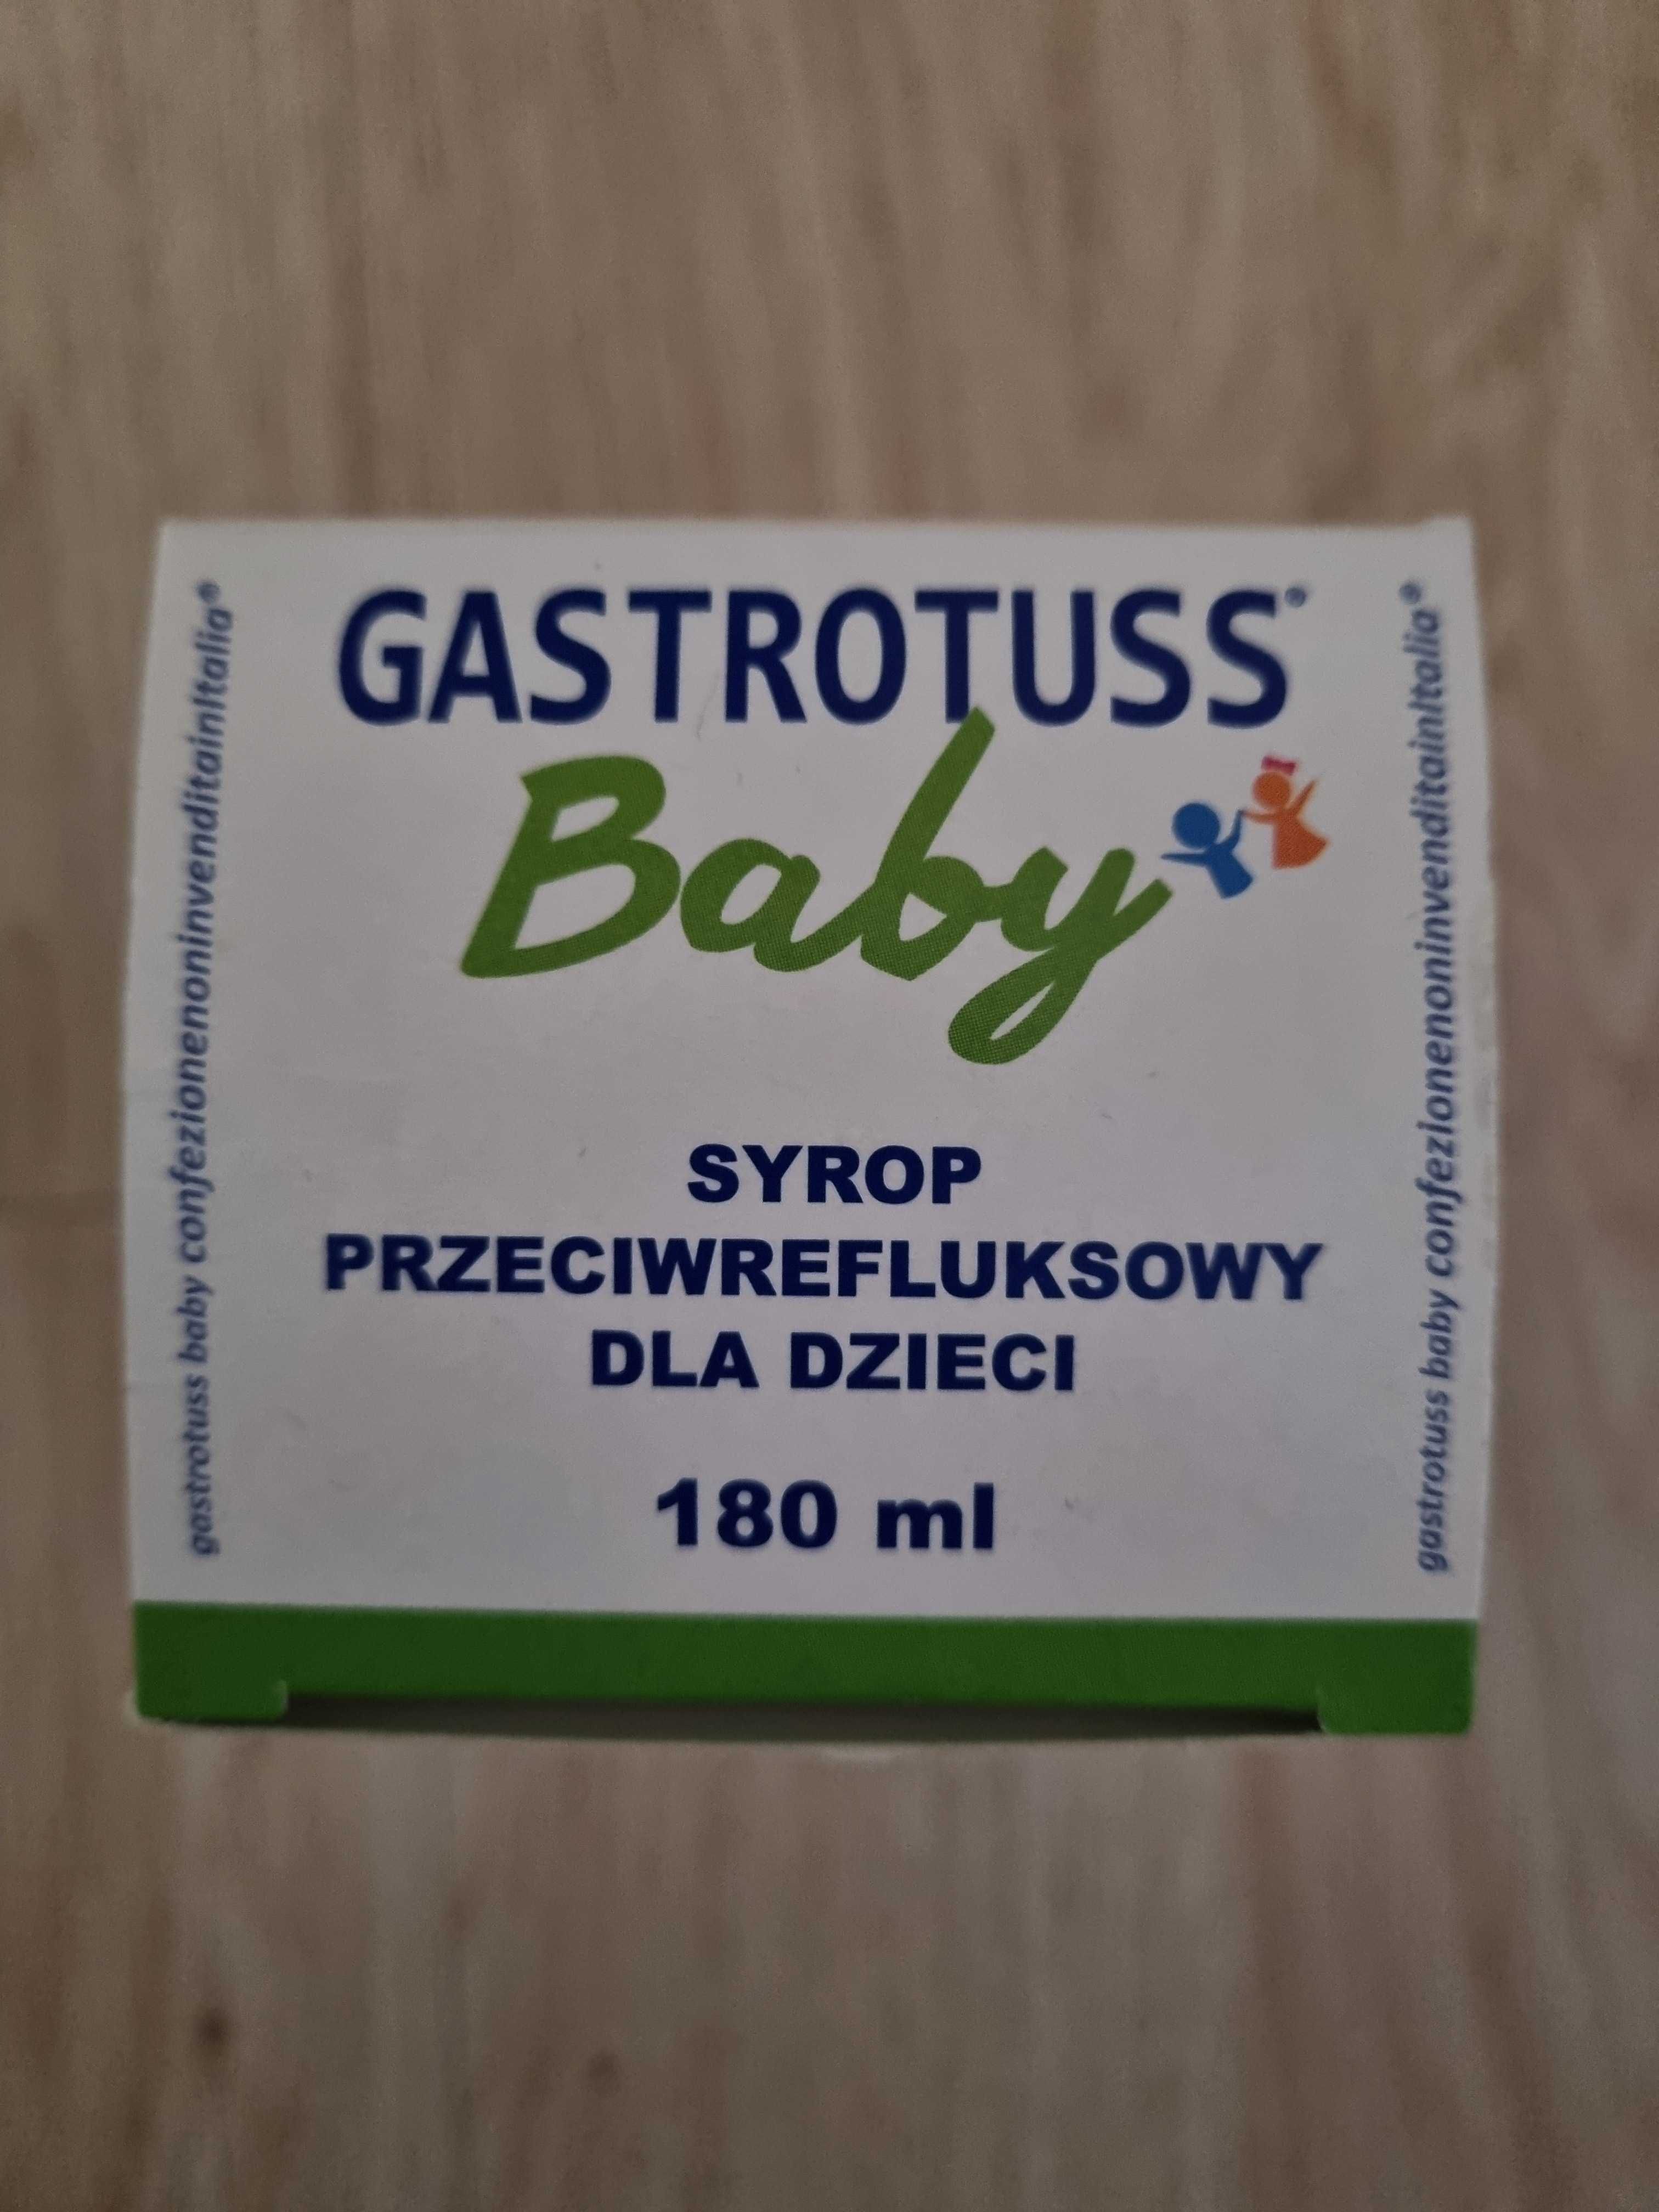 GASTROTUSS®
Baby
SYROP
PRZECIWREFLUKSOWY
DLA DZIECI
180 ml
gastrotuss baby confezionenoninvenditainitalia®
gastrotuss baby confezionenoninvenditainitalia®